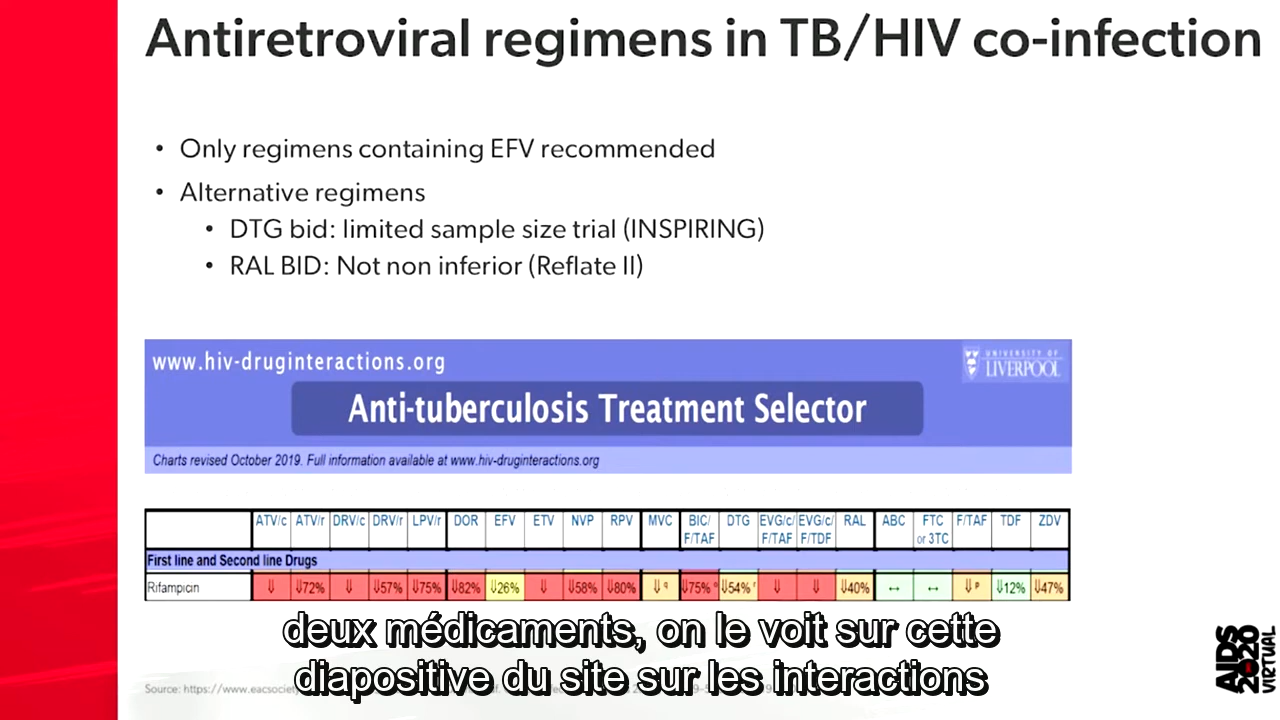 Antiretroviral regimens in TB/HIV co-infection
• Only regimens containing EFV recommended
• Alternative regimens
• DTG bid: limited sample size trial (INSPIRING)
• RAL BID: Not non inferior (Reflate II)
www.hiv-druginteractions.org
UNIVERSITY OF
LIVERPOOL
Anti-tuberculosis Treatment Selector
Charts revised October 2019. Full information available at www.hiv-druginteractions.org
ATV/c ATV/r DRV/c DRV/r LPV/r DOR EFV ETV NVP RPV MVC BIC/ DTG EVG/c/ EVG/c/ RAL ABC FTC F/TAF TDF ZDV
F/TAF F/TAF F/TDF or 3TC
First line and Second line Drugs
Rifampicin ⇓ ⇓72% ⇓ ⇓57% ⇓75% ⇓82% ⇓26% ⇓ ⇓58% ⇓80% ⇓ ⇓75% ⇓54% ⇓ ⇓ ⇓40% ↔ ↔ ⇓ p ⇓12% ⇓47%
deux médicaments, on le voit sur cette
diapositive du site sur les interactions
Source: https://www.eacsociety
AIDS
2020
VIRTUAL